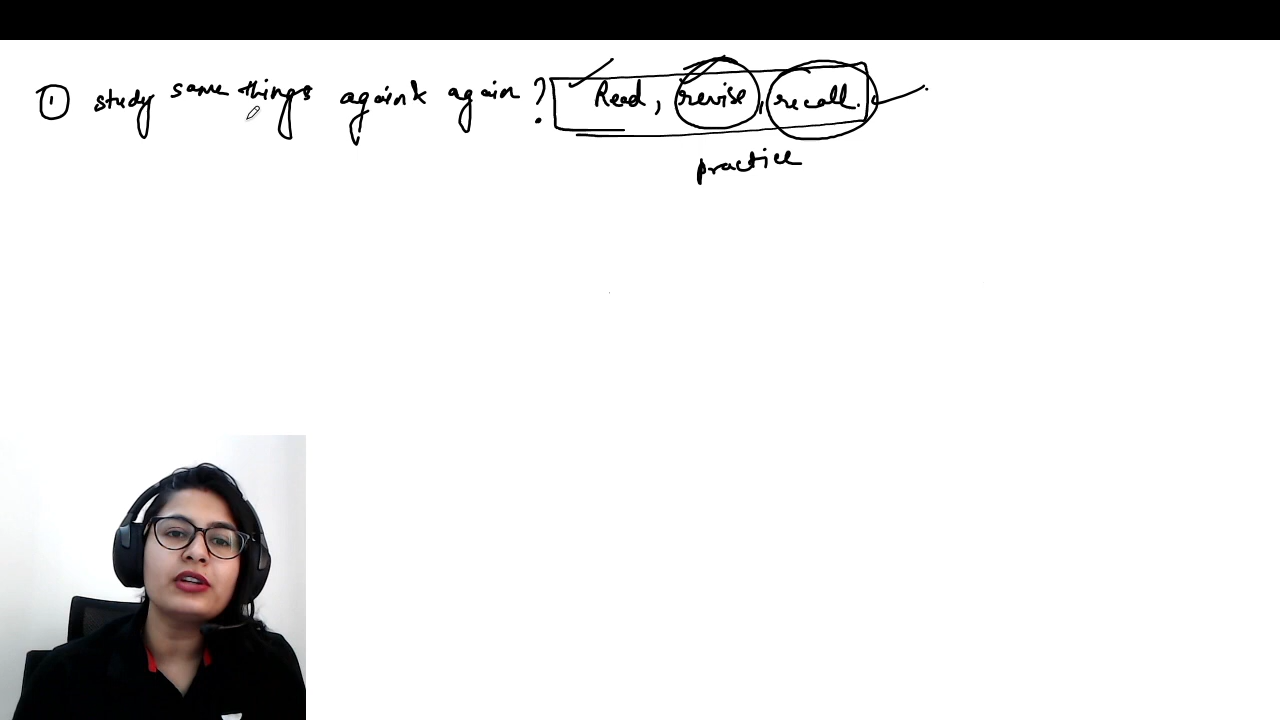 ① study same things again & again ? Read, revise, recall.
practice